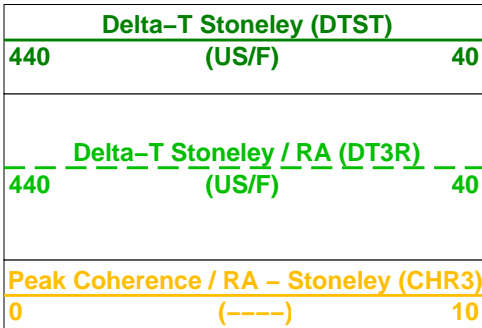 Delta−T Stoneley (DTST)
440 (US/F) 40
Delta−T Stoneley / RA (DT3R)
440 (US/F) 40
Peak Coherence / RA − Stoneley (CHR3)
0 (−−−−) 10